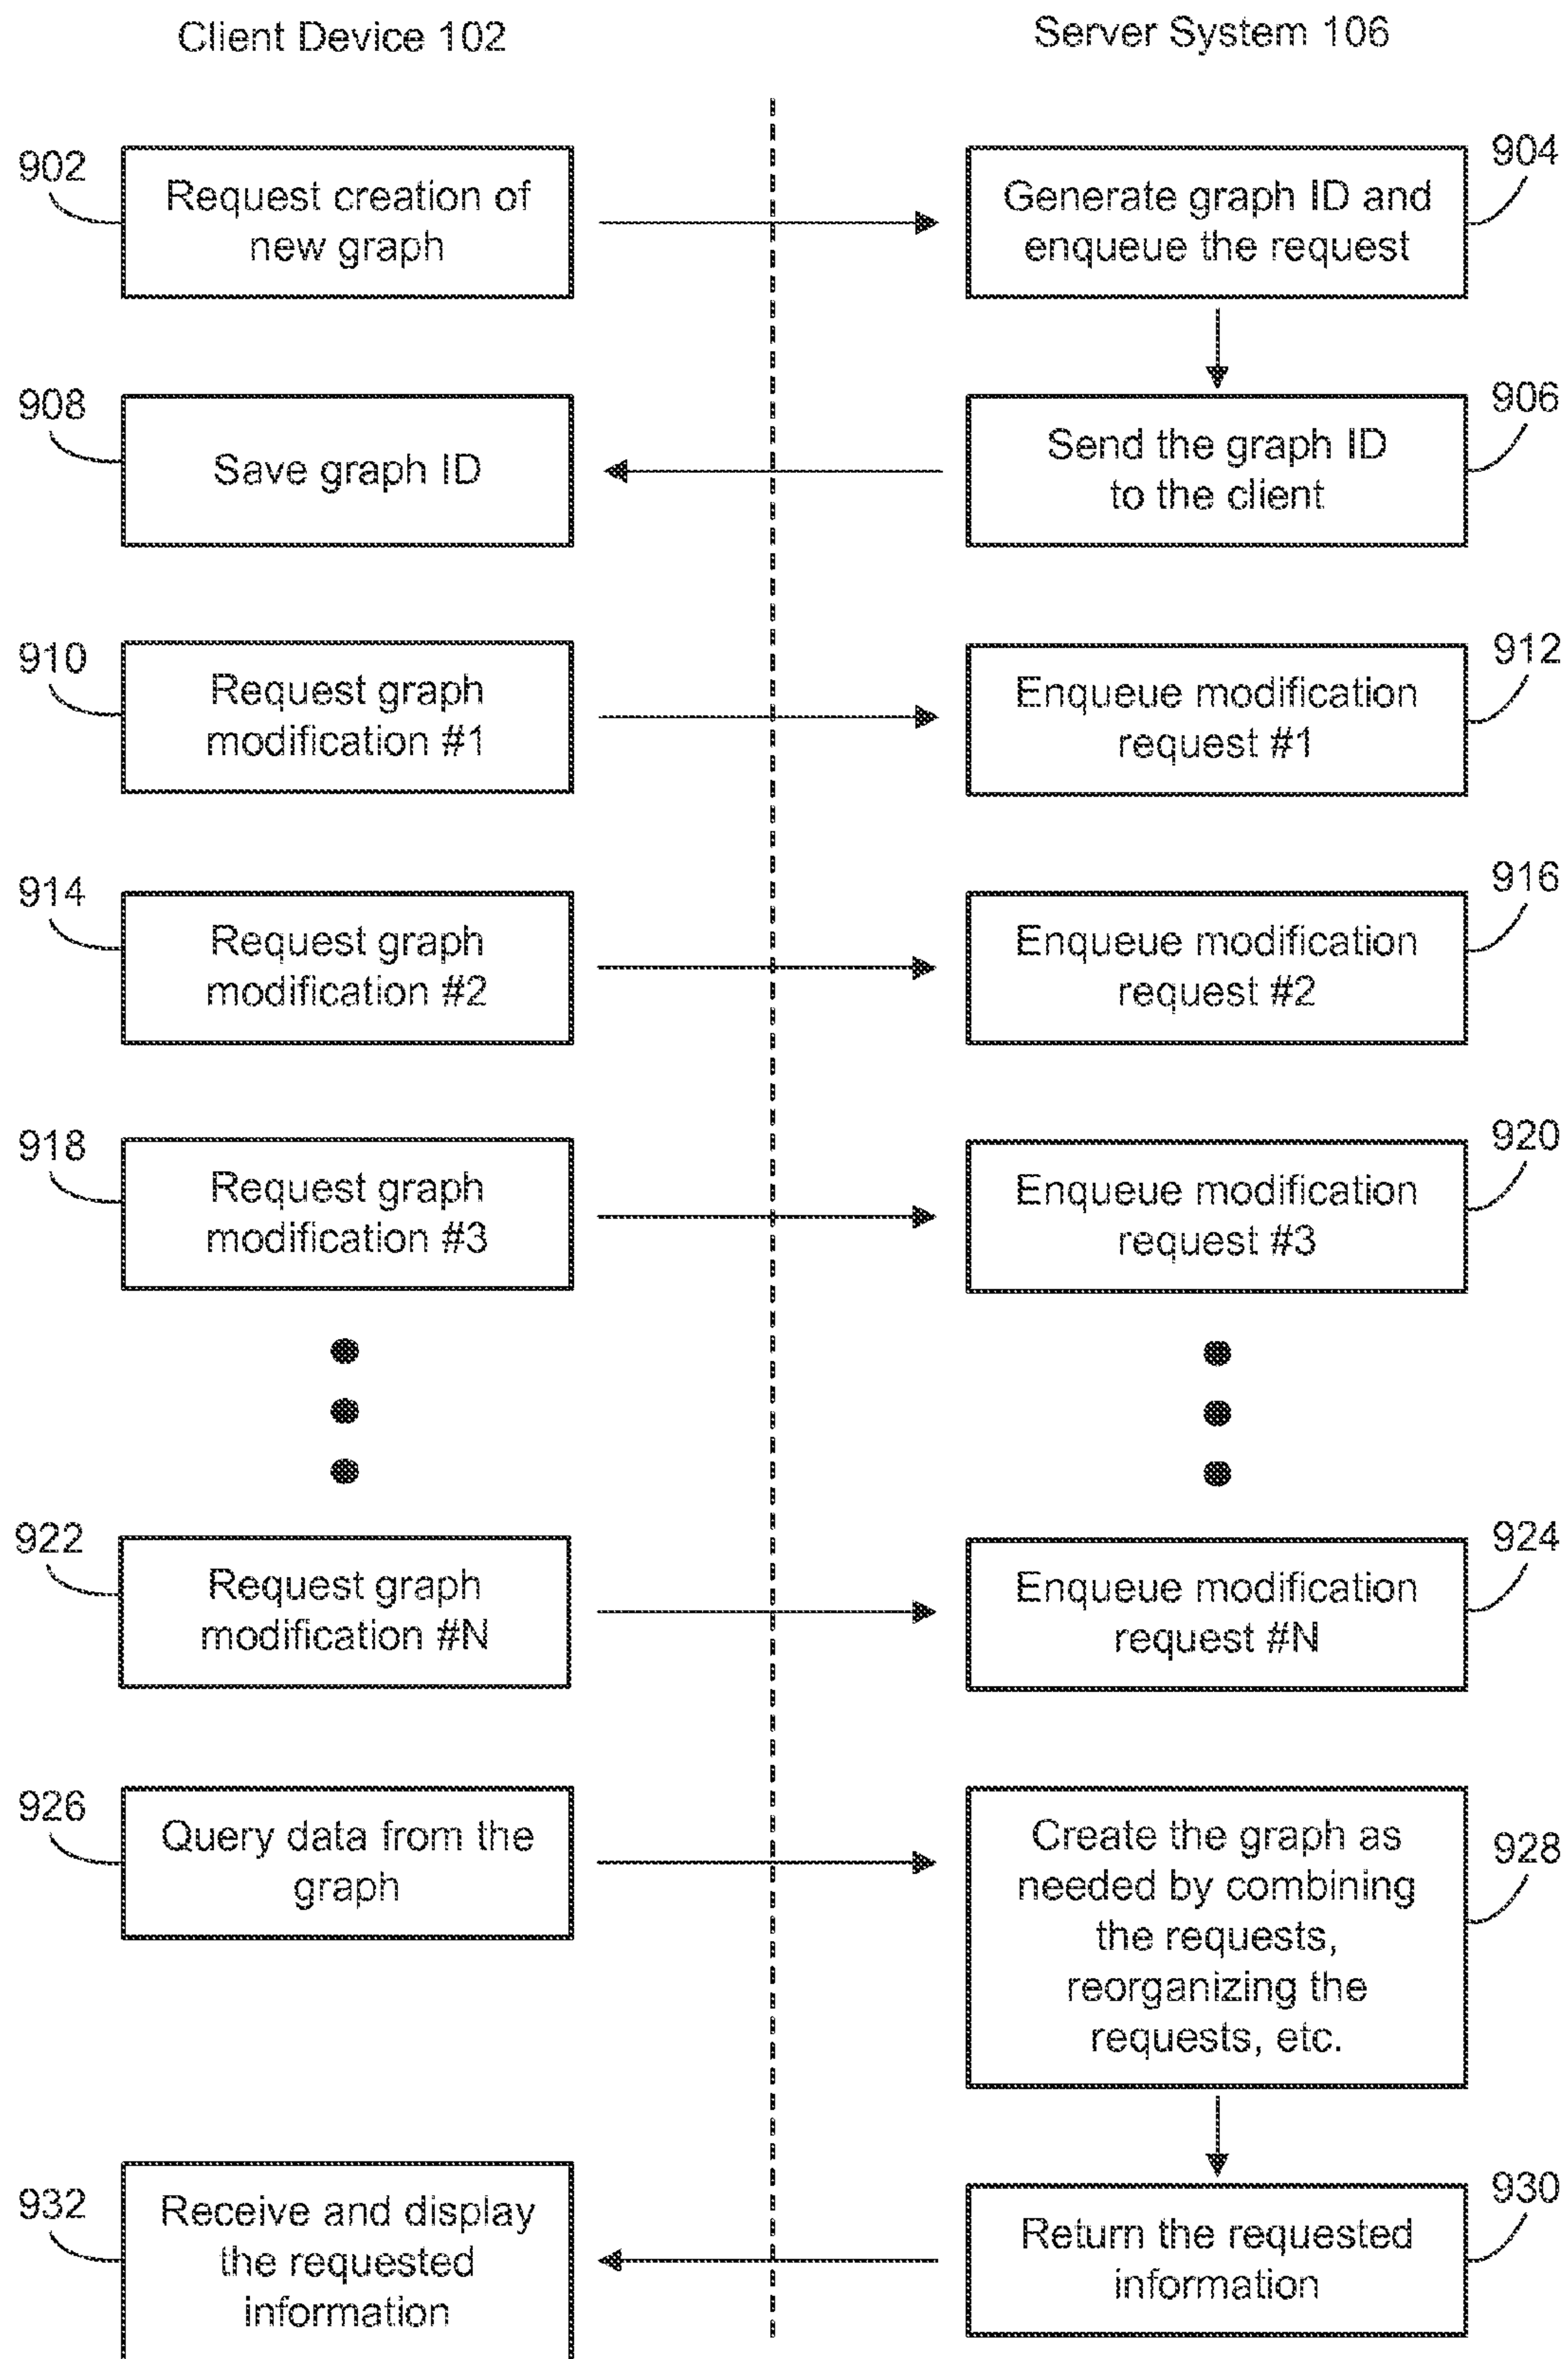 Client Device 102
Server System 106
902
Request creation of
new graph
904
Generate graph ID and
enqueue the request
908
Save graph ID
906
Send the graph ID
to the client
910
Request graph
modification #1
912
Enqueue modification
request #1
914
Request graph
modification #2
916
Enqueue modification
request #2
918
Request graph
modification #3
920
Enqueue modification
request #3
922
Request graph
modification #N
924
Enqueue modification
request #N
926
Query data from the
graph
928
Create the graph as
needed by combining
the requests,
reorganizing the
requests, etc.
932
Receive and display
the requested
information
930
Return the requested
information